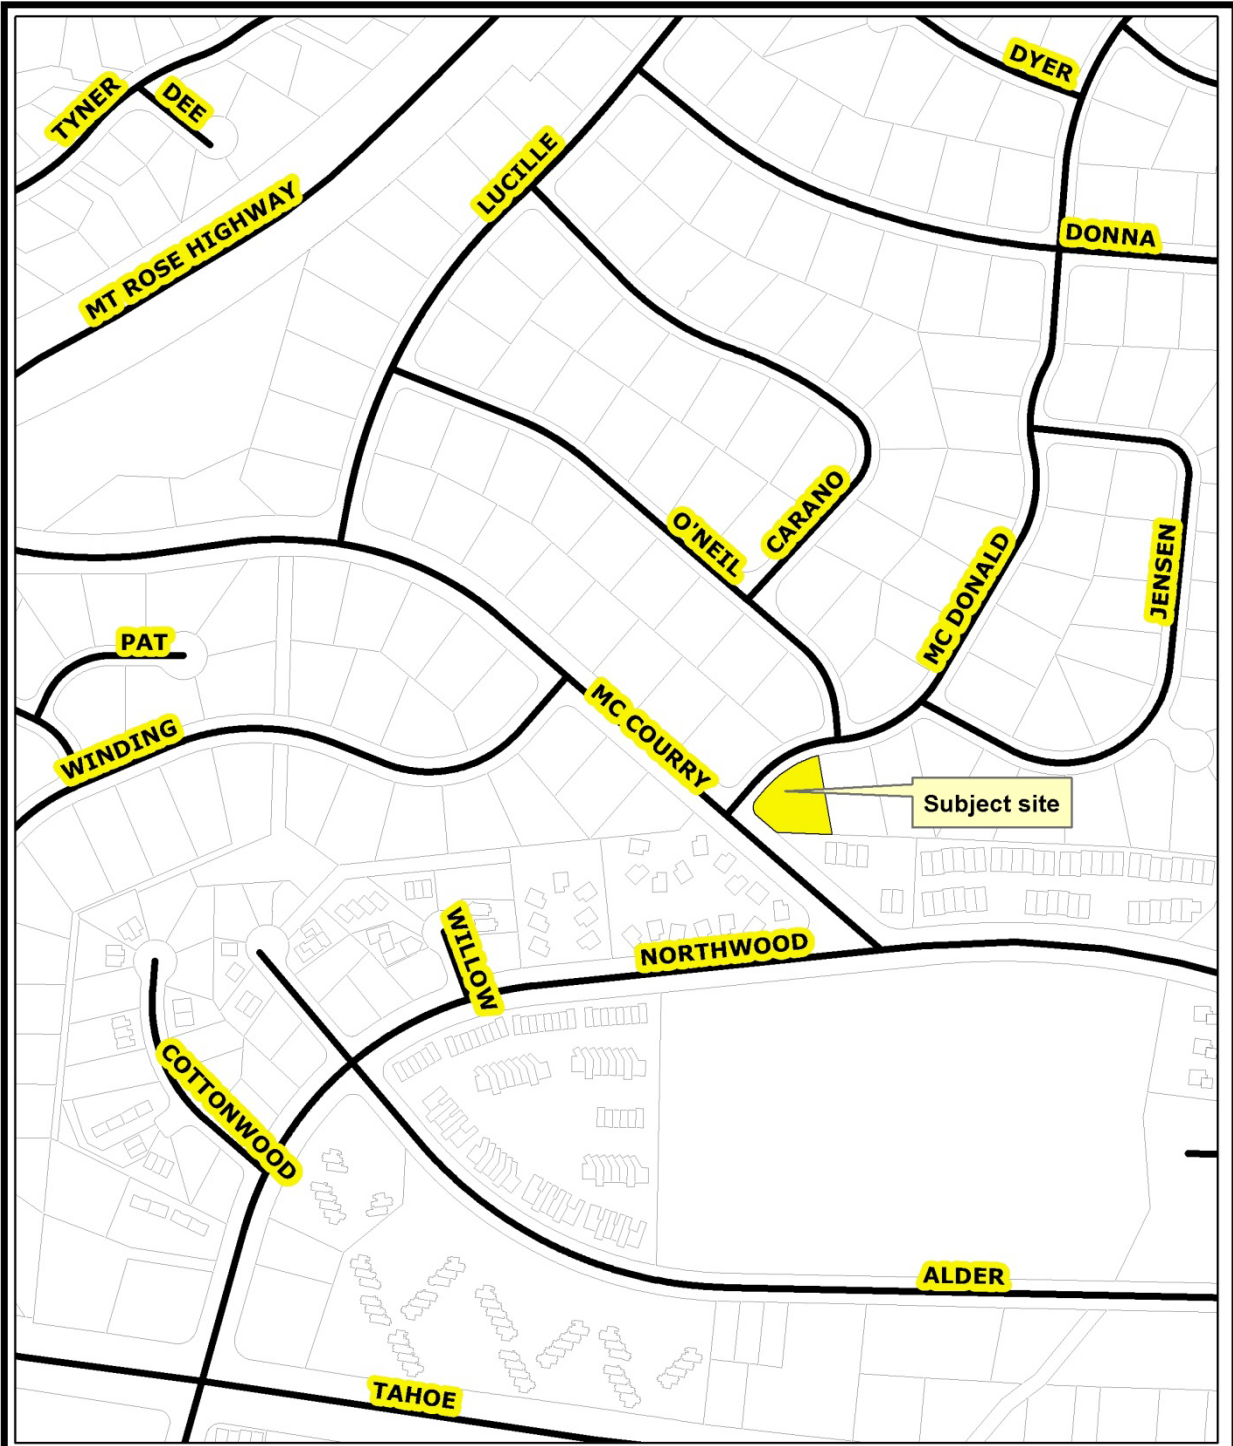 DYER
TYNER
DEE
LUCILLE
MT ROSE HIGHWAY
DONNA
CARANO
O'NEIL
MC DONALD
JENSEN
PAT
WINDING
MC COURRY
Subject site
WILLOW
NORTHWOOD
COTTONWOOD
ALDER
TAHOE